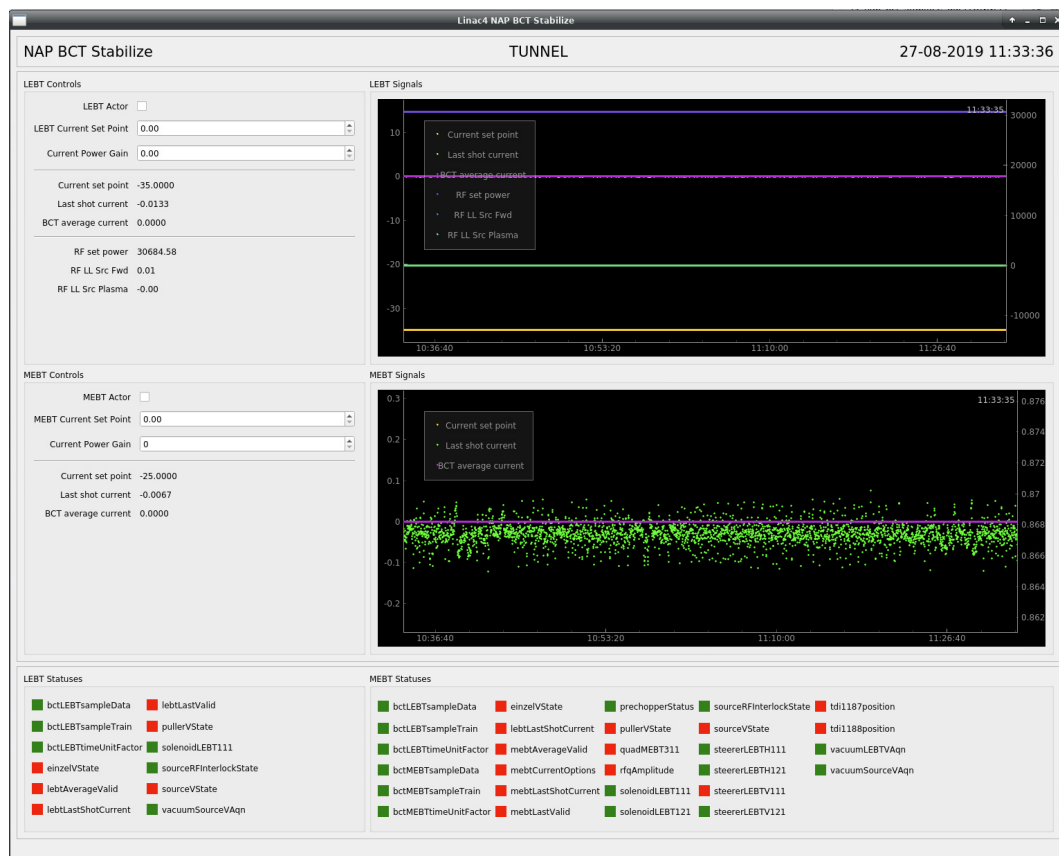 Linac4 NAP BCT Stabilize
NAP BCT Stabilize
TUNNEL
27-08-2019 11:33:36
LEBT Controls
LEBT Actor
LEBT Current Set Point 0.00
Current Power Gain 0.00
Current set point -35.0000
Last shot current -0.0133
BCT average current 0.0000
RF set power 30684.58
RF LL Src Fwd 0.01
RF LL Src Plasma -0.00
LEBT Signals
11:33:35
Current set point
Last shot current
BCT average current
RF set power
RF LL Src Fwd
RF LL Src Plasma
10
0
-10
-20
-30
30000
20000
10000
0
-10000
10:36:40 10:53:20 11:10:00 11:26:40
MEBT Controls
MEBT Actor
MEBT Current Set Point 0.00
Current Power Gain 0
Current set point -25.0000
Last shot current -0.0067
BCT average current 0.0000
MEBT Signals
11:33:35
Current set point
Last shot current
BCT average current
0.3
0.2
0.1
0
-0.1
-0.2
0.876
0.874
0.872
0.87
0.868
0.866
0.864
0.862
10:36:40 10:53:20 11:10:00 11:26:40
LEBT Statuses
bctLEBTsampleData lebtLastValid
bctLEBTsampleTrain pullerVState
bctLEBTtimeUnitFactor solenoidLEBT111
einzelVState sourceRFInterlockState
lebtAverageValid sourceVState
lebtLastShotCurrent vacuumSourceVAqn
MEBT Statuses
bctLEBTsampleData einzelVState prechopperStatus sourceRFInterlockState tdi1187position
bctLEBTsampleTrain lebtLastShotCurrent pullerVState sourceVState tdi1188position
bctLEBTtimeUnitFactor mebtAverageValid quadMEBT311 steererLEBTH111 vacuumLEBTVAqn
bctMEBTsampleData mebtCurrentOptions rfqAmplitude steererLEBTH121 vacuumSourceVAqn
bctMEBTsampleTrain mebtLastShotCurrent solenoidLEBT111 steererLEBTV111
bctMEBTtimeUnitFactor mebtLastValid solenoidLEBT121 steererLEBTV121